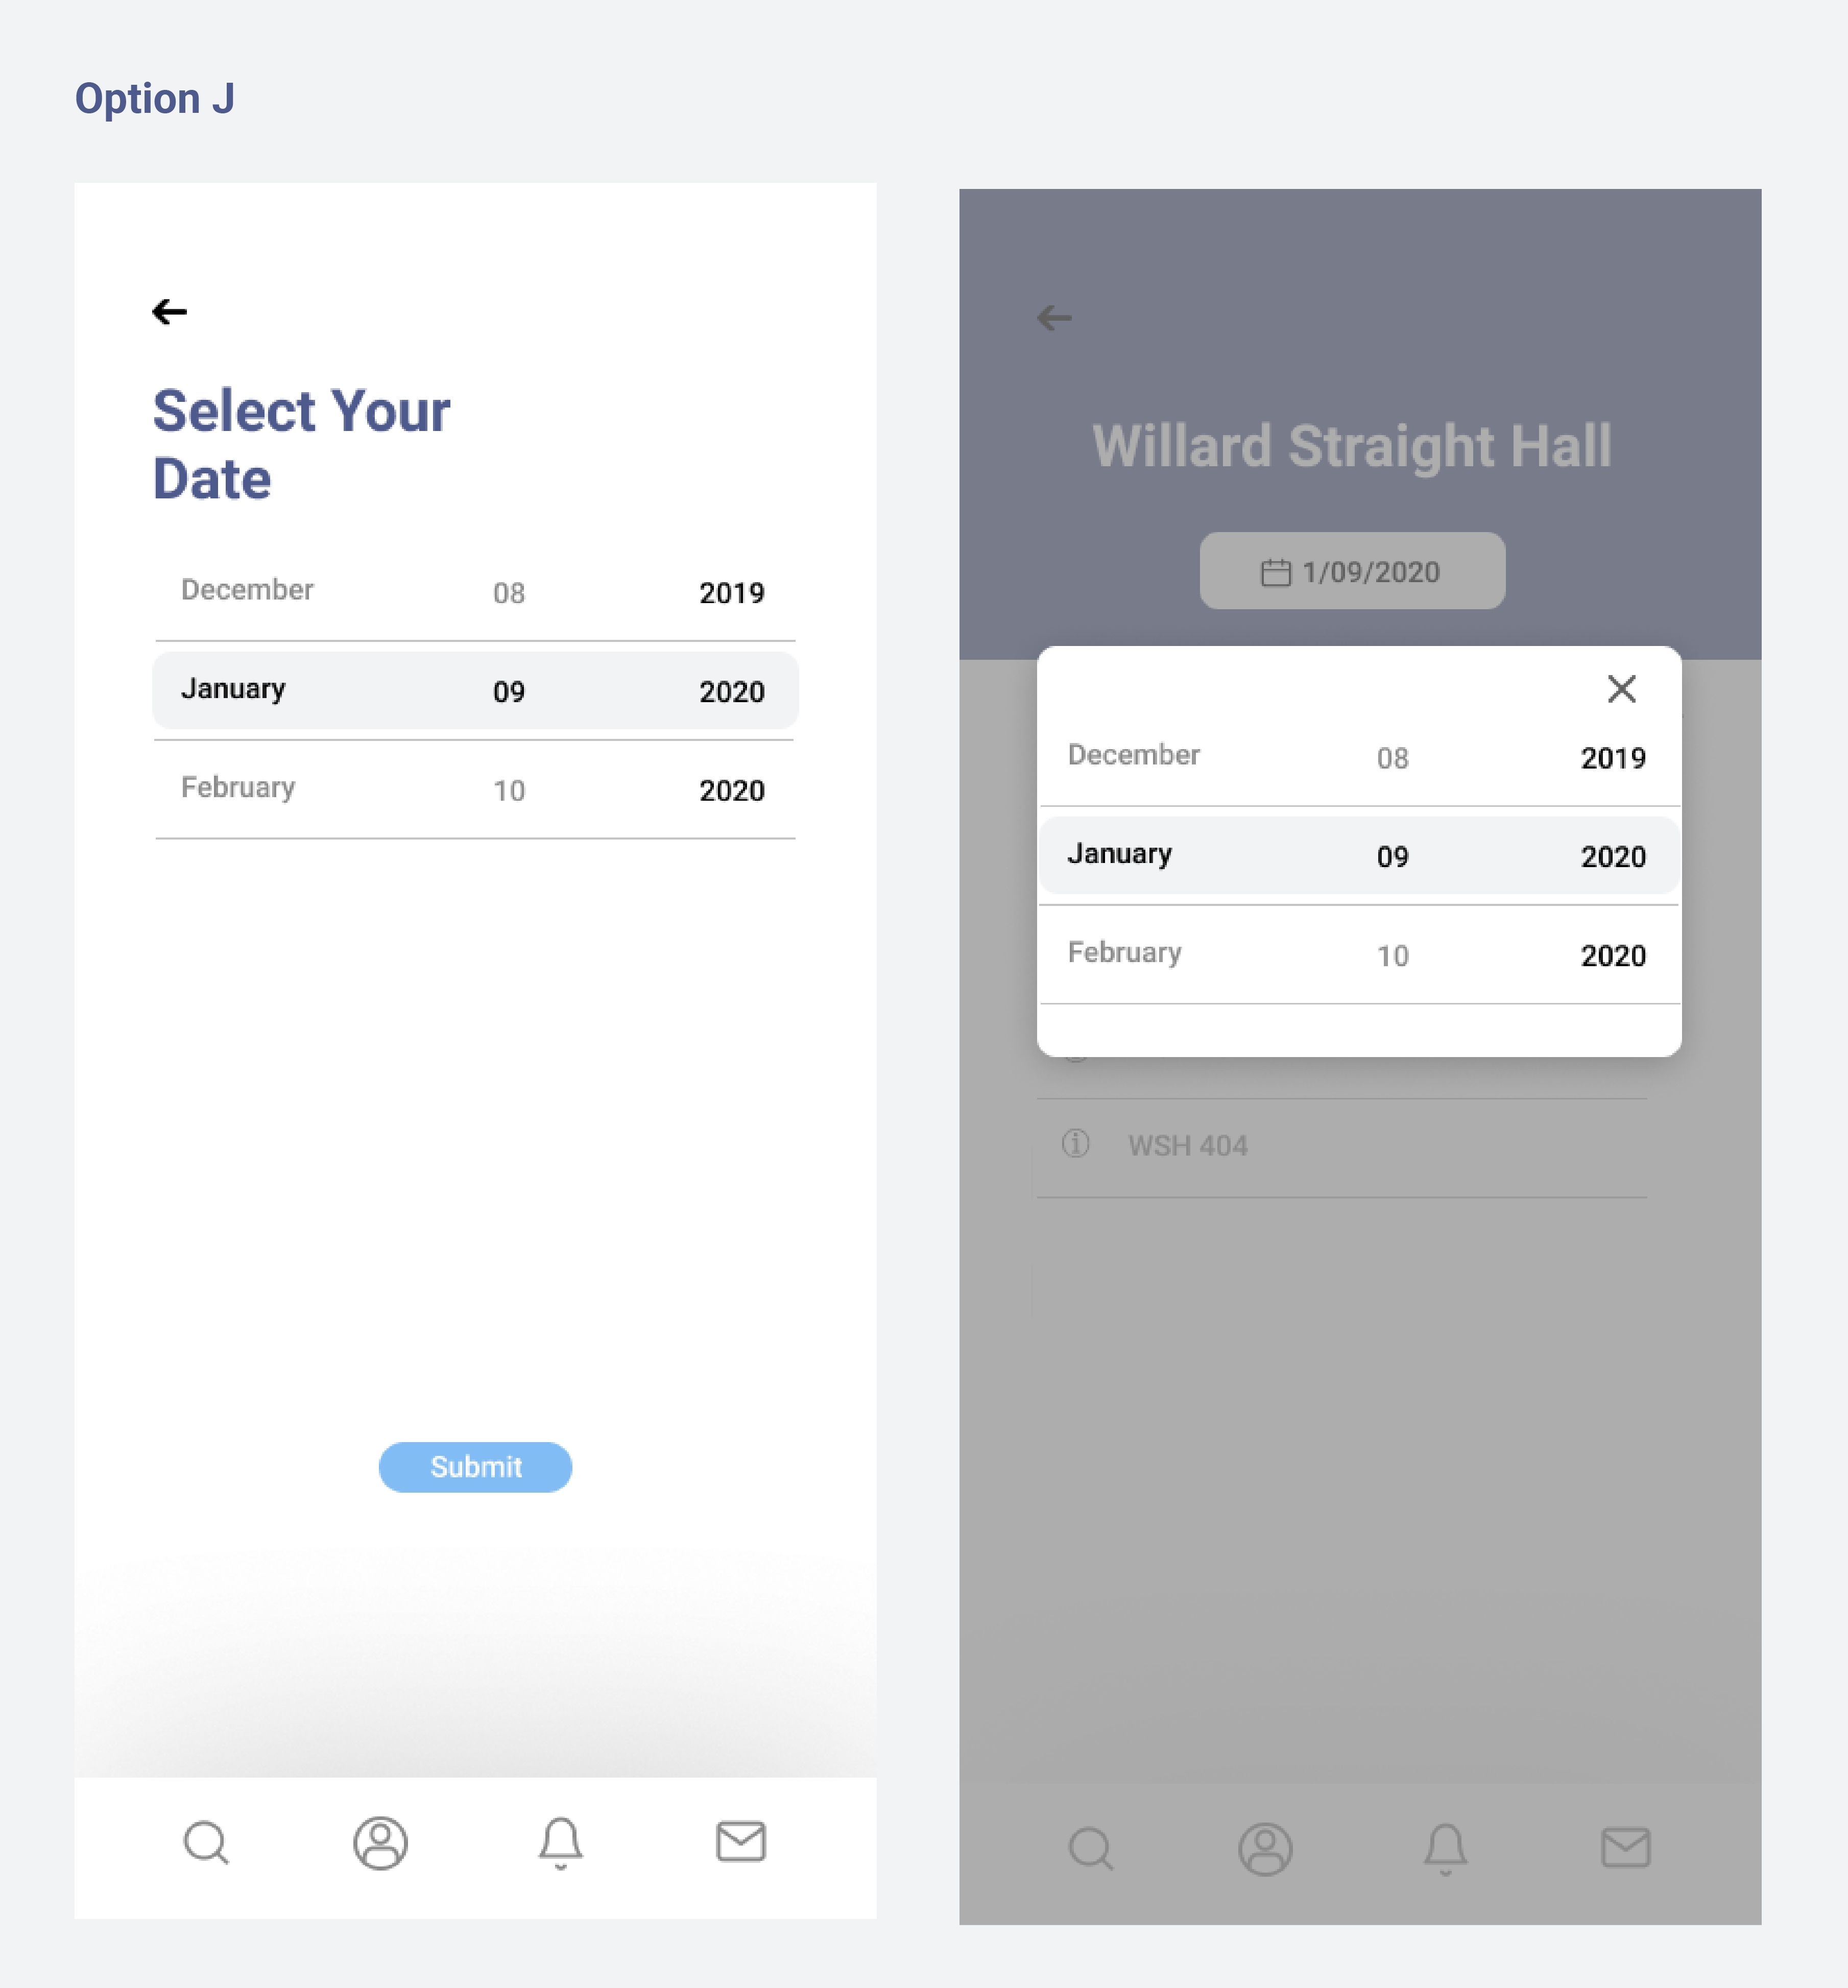 Option J
Select Your
Date
December 08 2019
January 09 2020
February 10 2020
Submit
Willard Straight Hall
1/09/2020
December 08 2019
January 09 2020
February 10 2020
WSH 404